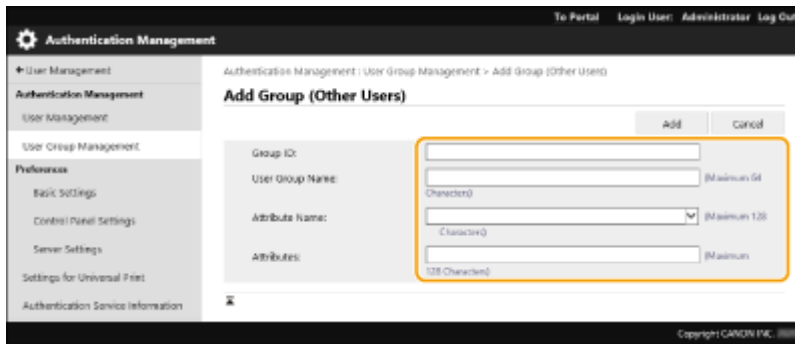 To Portal Login User: Administrator Log Out
Authentication Management
User Management
Authentication Management : User Group Management > Add Group (Other Users)
Authentication Management
Add Group (Other Users)
User Management
Add Cancel
User Group Management
Group ID:
Preferences
User Group Name: (Maximum 64
Characters)
Basic Settings
Control Panel Settings
Attribute Name: (Maximum 128
Characters)
Server Settings
Attributes: (Maximum
128 Characters)
Settings for Universal Print
Authentication Service Information
Copyright CANON INC.